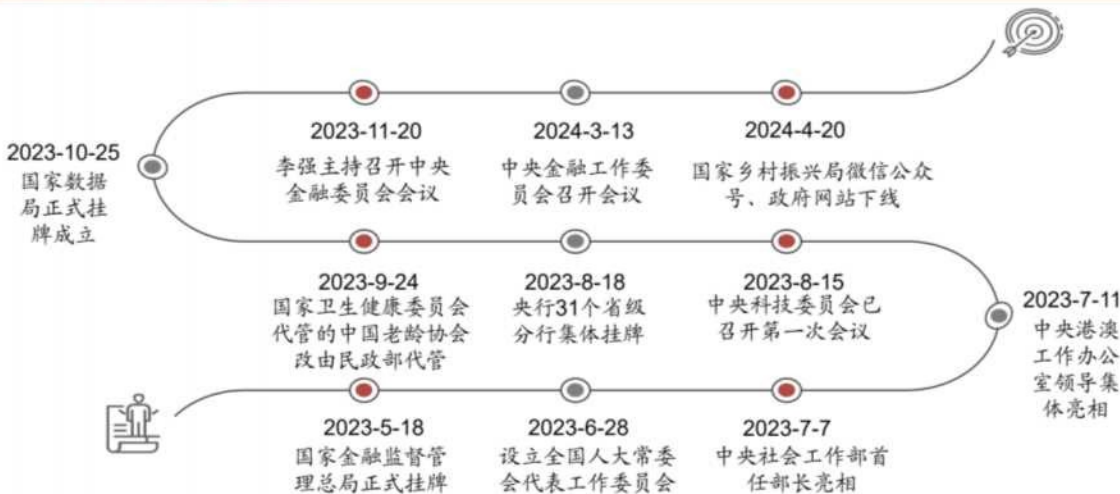 2023-11-20
李强主持召开中央
金融委员会会议
2024-3-13
中央金融工作委
员会召开会议
2024-4-20
国家乡村振兴局微信公众
号、政府网站下线
2023-10-25
国家数据
局正式挂
牌成立
2023-9-24
国家卫生健康委员会
代管的中国老龄协会
改由民政部代管
2023-8-18
央行31个省级
分行集体挂牌
2023-8-15
中央科技委员会已
召开第一次会议
2023-7-11
中央港澳
工作办公
室领导集
体亮相
2023-5-18
国家金融监督管
理总局正式挂牌
2023-6-28
设立全国人大常委
会代表工作委员会
2023-7-7
中央社会工作部首
任部长亮相